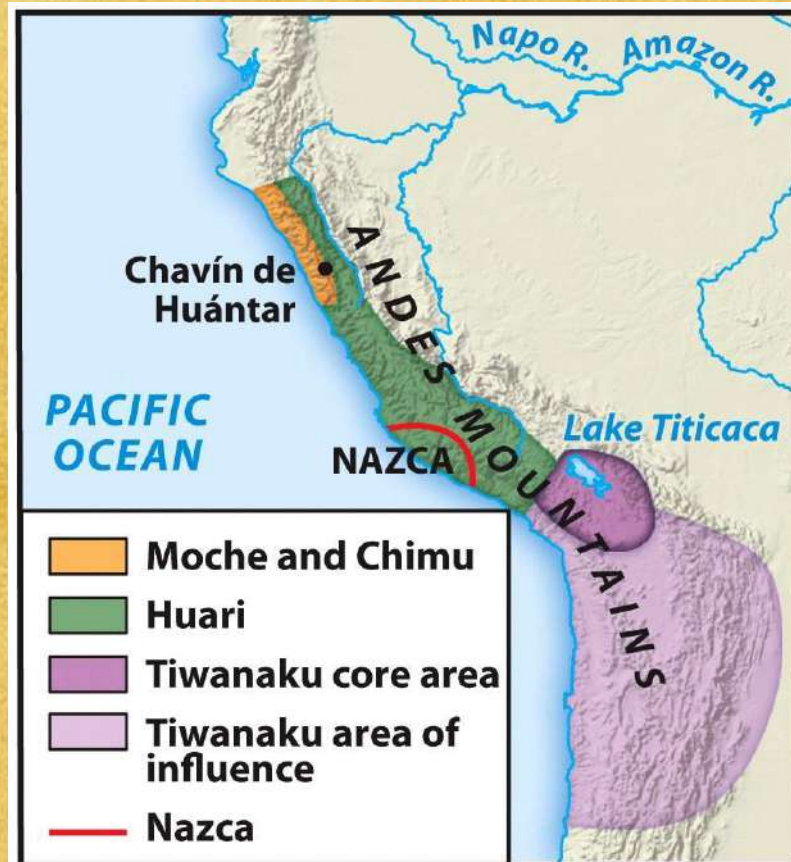 Napo R.
Amazon R.
ANDES MOUNTAINS
Chavín de
Huántar
PACIFIC
OCEAN
Lake Titicaca
NAZCA
Moche and Chimu
Huari
Tiwanaku core area
Tiwanaku area of
influence
Nazca